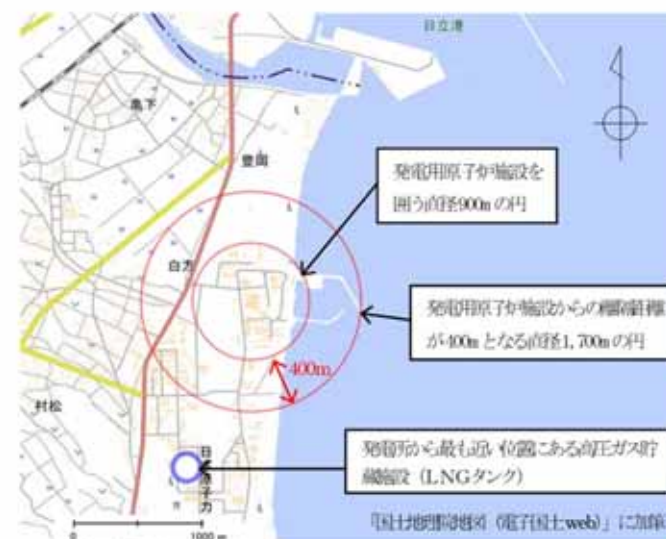 日立港
亀下
豊岡
発電用原子炉施設を
囲う直径900mの円
白方
発電用原子炉施設からの離隔距離
が400mとなる直径1,700mの円
400m
村松
発電所から最も近い位置にある高圧ガス貯
蔵施設（LNGタンク）
原子力
「国土地理院地図（電子国土web）」に加筆
0
1000 m